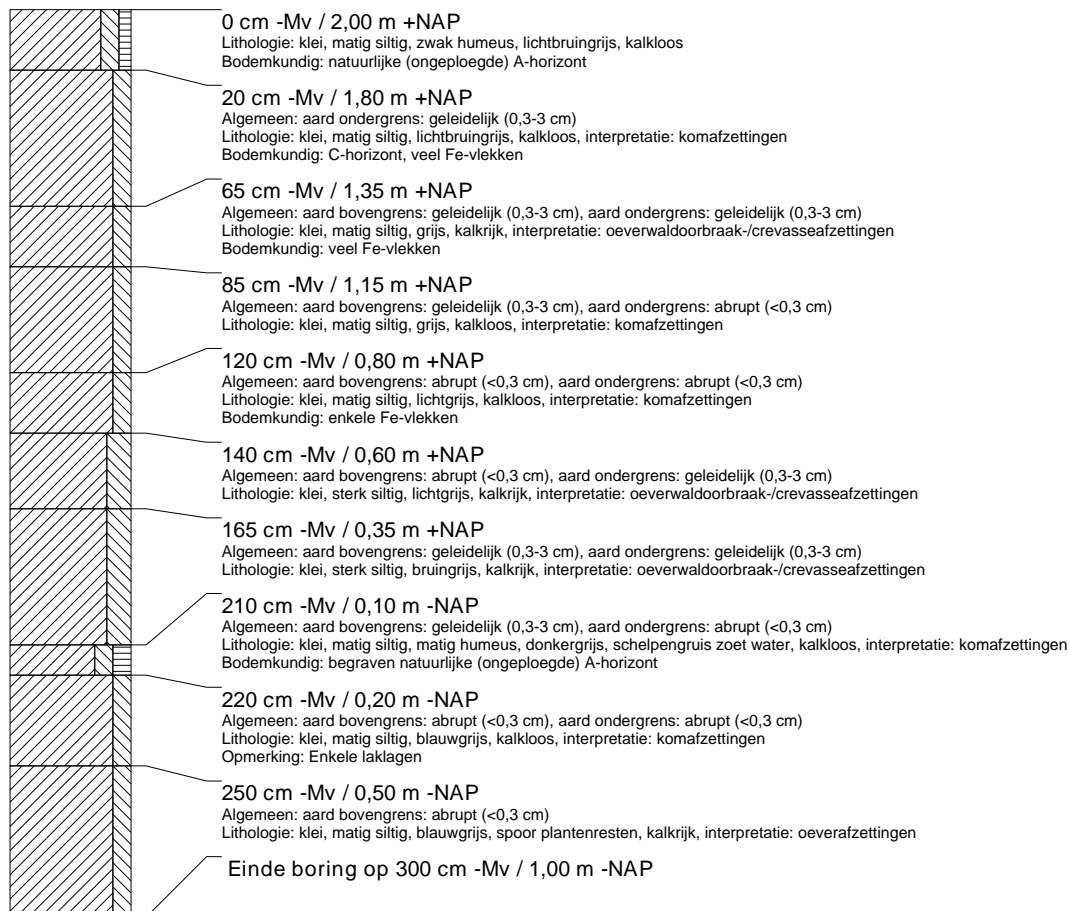 0 cm -Mv / 2,00 m +NAP
Lithologie: klei, matig siltig, zwak humeus, lichtbruingrijs, kalkloos
Bodemkundig: natuurlijke (ongeploegde) A-horizont
20 cm -Mv / 1,80 m +NAP
Algemeen: aard ondergrens: geleidelijk (0,3-3 cm)
Lithologie: klei, matig siltig, lichtbruingrijs, kalkloos, interpretatie: komafzettingen
Bodemkundig: C-horizont, veel Fe-vlekken
65 cm -Mv / 1,35 m +NAP
Algemeen: aard bovengrens: geleidelijk (0,3-3 cm), aard ondergrens: geleidelijk (0,3-3 cm)
Lithologie: klei, matig siltig, grijs, kalkrijk, interpretatie: oeverwaldoorbraak-/crevasseafzettingen
Bodemkundig: veel Fe-vlekken
85 cm -Mv / 1,15 m +NAP
Algemeen: aard bovengrens: geleidelijk (0,3-3 cm), aard ondergrens: abrupt (<0,3 cm)
Lithologie: klei, matig siltig, grijs, kalkloos, interpretatie: komafzettingen
120 cm -Mv / 0,80 m +NAP
Algemeen: aard bovengrens: abrupt (<0,3 cm), aard ondergrens: abrupt (<0,3 cm)
Lithologie: klei, matig siltig, lichtgrijs, kalkloos, interpretatie: komafzettingen
Bodemkundig: enkele Fe-vlekken
140 cm -Mv / 0,60 m +NAP
Algemeen: aard bovengrens: abrupt (<0,3 cm), aard ondergrens: geleidelijk (0,3-3 cm)
Lithologie: klei, sterk siltig, lichtgrijs, kalkrijk, interpretatie: oeverwaldoorbraak-/crevasseafzettingen
165 cm -Mv / 0,35 m +NAP
Algemeen: aard bovengrens: geleidelijk (0,3-3 cm), aard ondergrens: geleidelijk (0,3-3 cm)
Lithologie: klei, sterk siltig, bruingrijs, kalkrijk, interpretatie: oeverwaldoorbraak-/crevasseafzettingen
210 cm -Mv / 0,10 m -NAP
Algemeen: aard bovengrens: geleidelijk (0,3-3 cm), aard ondergrens: abrupt (<0,3 cm)
Lithologie: klei, matig siltig, matig humeus, donkergrijs, schelpengruis zoet water, kalkloos, interpretatie: komafzettingen
Bodemkundig: begraven natuurlijke (ongeploegde) A-horizont
220 cm -Mv / 0,20 m -NAP
Algemeen: aard bovengrens: abrupt (<0,3 cm), aard ondergrens: abrupt (<0,3 cm)
Lithologie: klei, matig siltig, blauwgrijs, kalkloos, interpretatie: komafzettingen
Opmerking: Enkele laklagen
250 cm -Mv / 0,50 m -NAP
Algemeen: aard bovengrens: abrupt (<0,3 cm)
Lithologie: klei, matig siltig, blauwgrijs, spoor plantenresten, kalkrijk, interpretatie: oeverafzettingen
Einde boring op 300 cm -Mv / 1,00 m -NAP